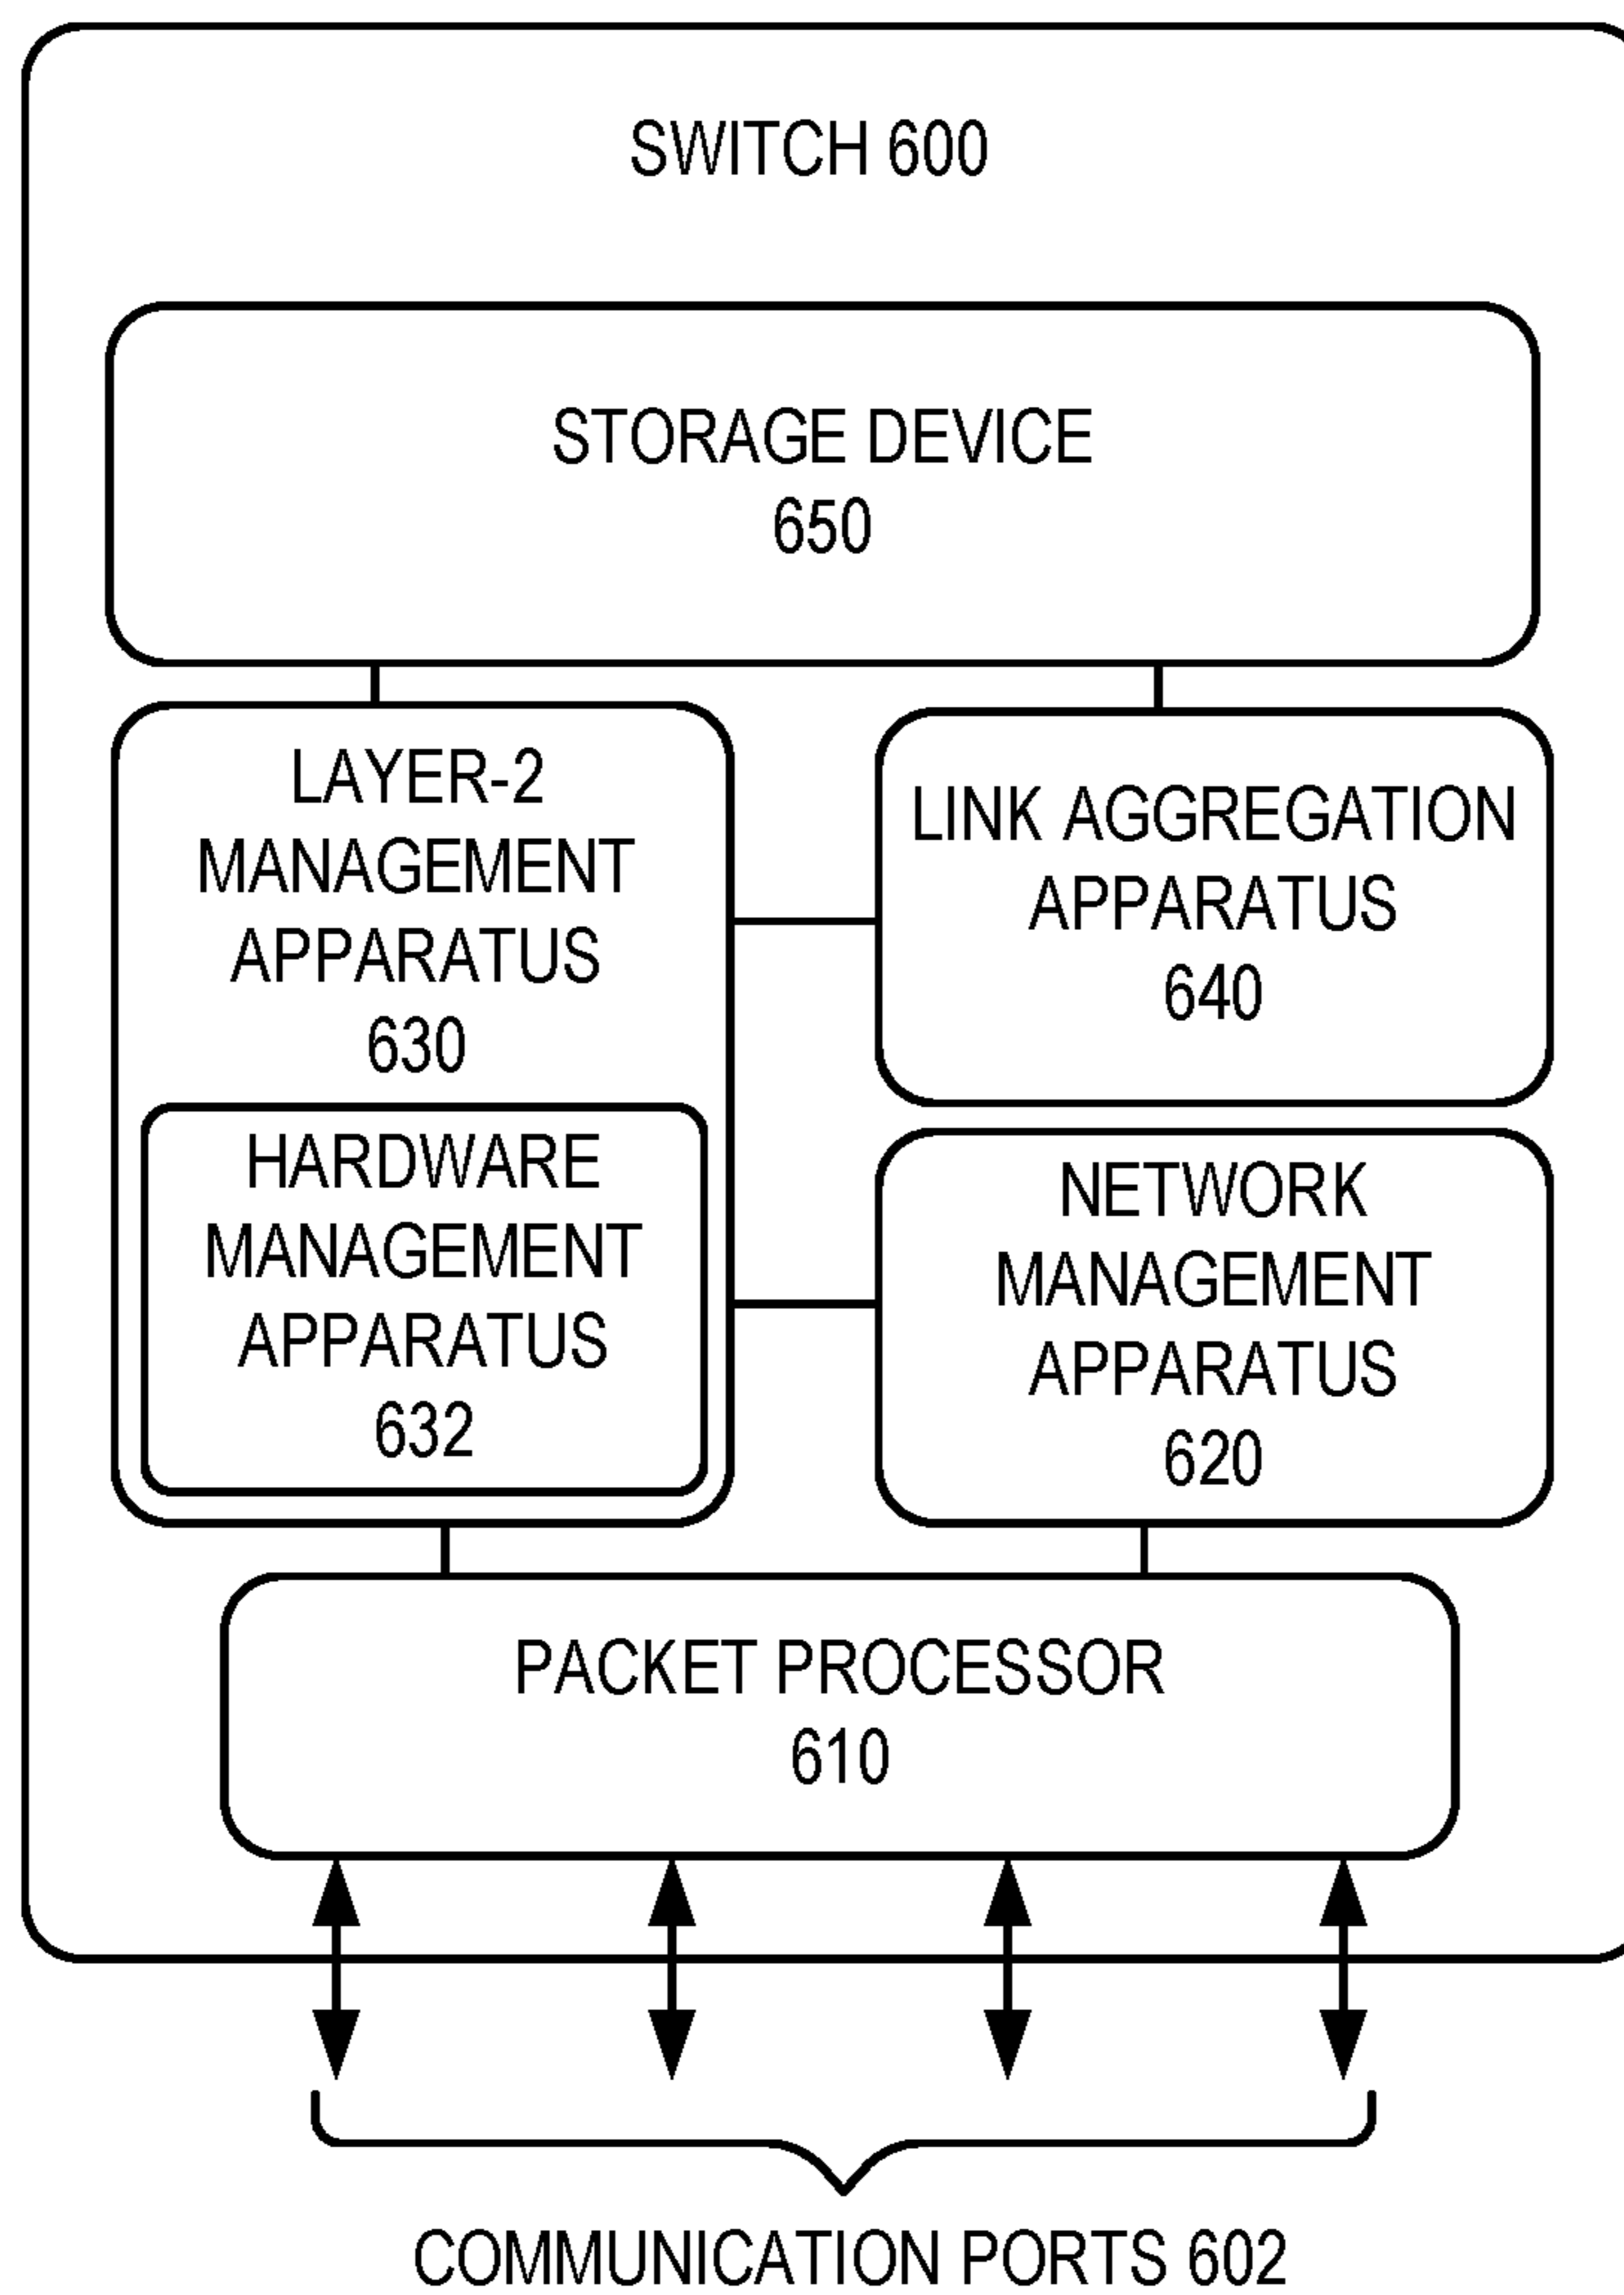 SWITCH 600
STORAGE DEVICE
650
LAYER-2
MANAGEMENT
APPARATUS
630
HARDWARE
MANAGEMENT
APPARATUS
632
LINK AGGREGATION
APPARATUS
640
NETWORK
MANAGEMENT
APPARATUS
620
PACKET PROCESSOR
610
COMMUNICATION PORTS 602